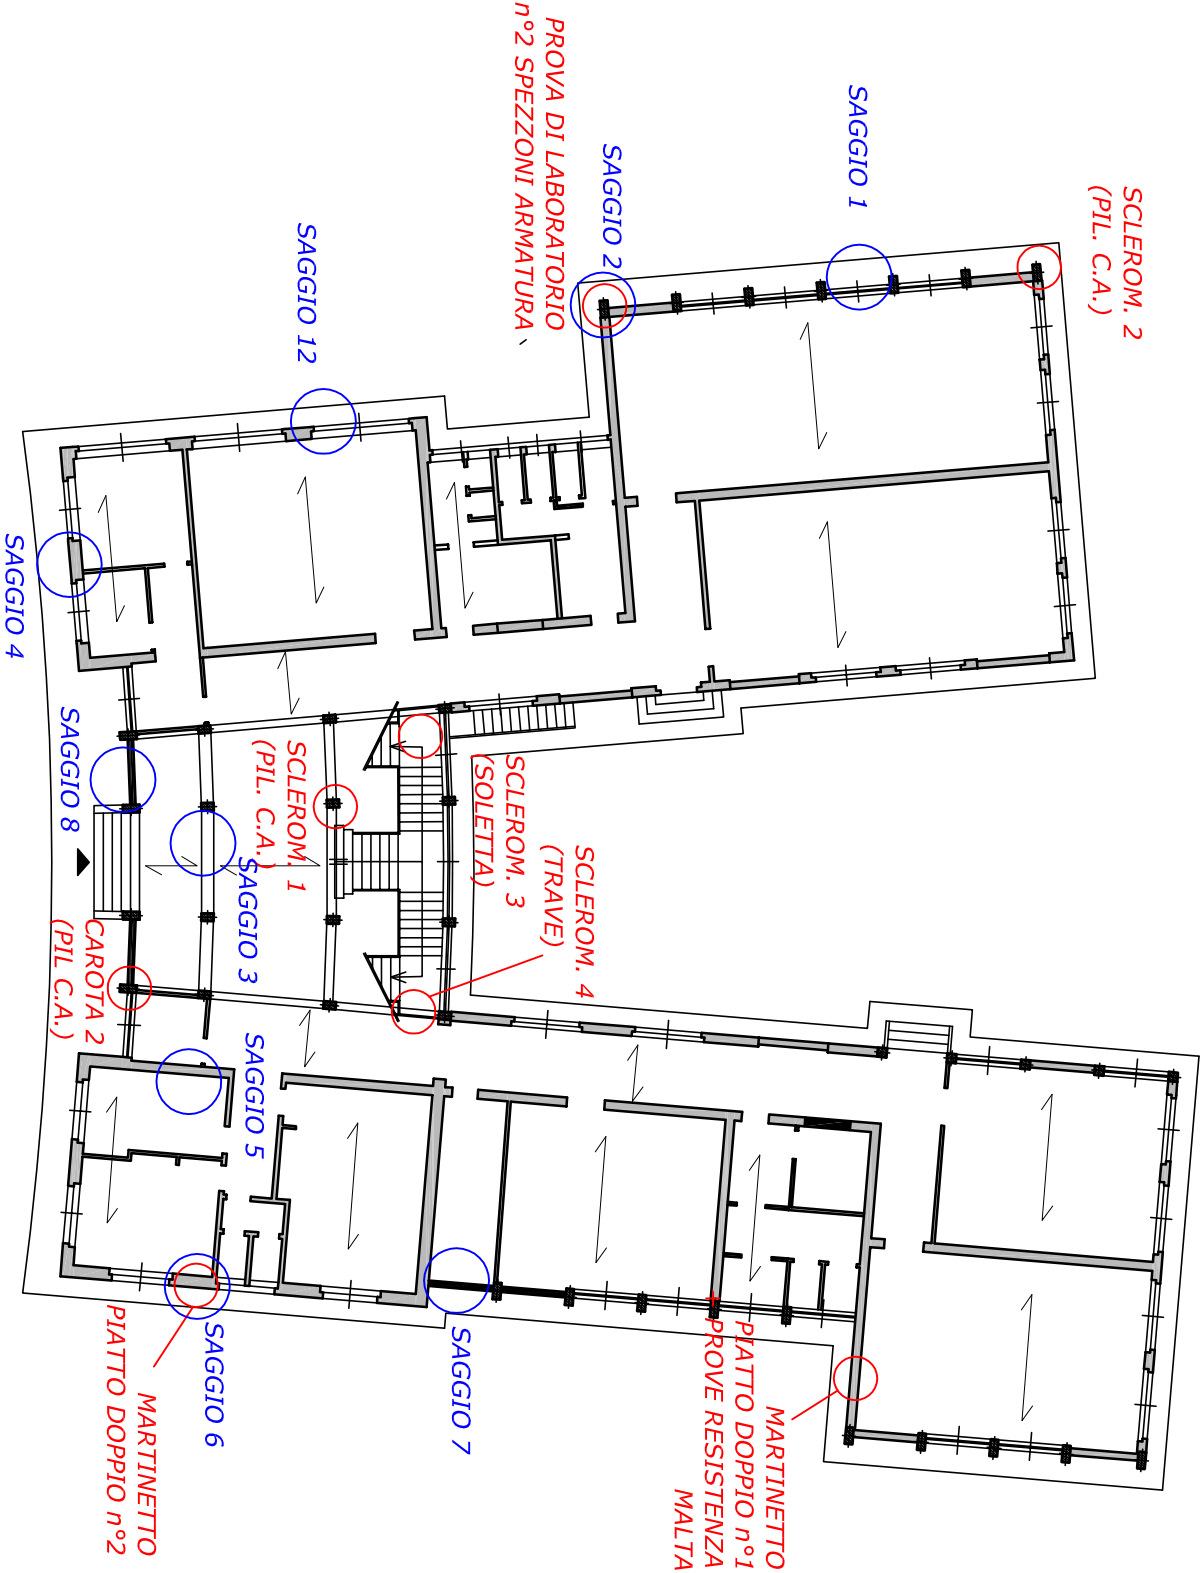 SCLEROM. 2
(PIL. C.A.)
SAGGIO 1
SAGGIO 2
PROVA DI LABORATORIO
n°2 SPEZZONI ARMATURA
SAGGIO 12
SAGGIO 4
SAGGIO 8
SCLEROM. 1
(PIL. C.A.)
SCLEROM. 3
(SOLETTA)
SCLEROM. 4
(TRAVE)
SAGGIO 3
CAROTA 2
(PIL C.A.)
SAGGIO 5
SAGGIO 6
SAGGIO 7
MARTINETTO
PIATTO DOPPIO n°2
MARTINETTO
PIATTO DOPPIO n°1
+ PROVE RESISTENZA
MALTA